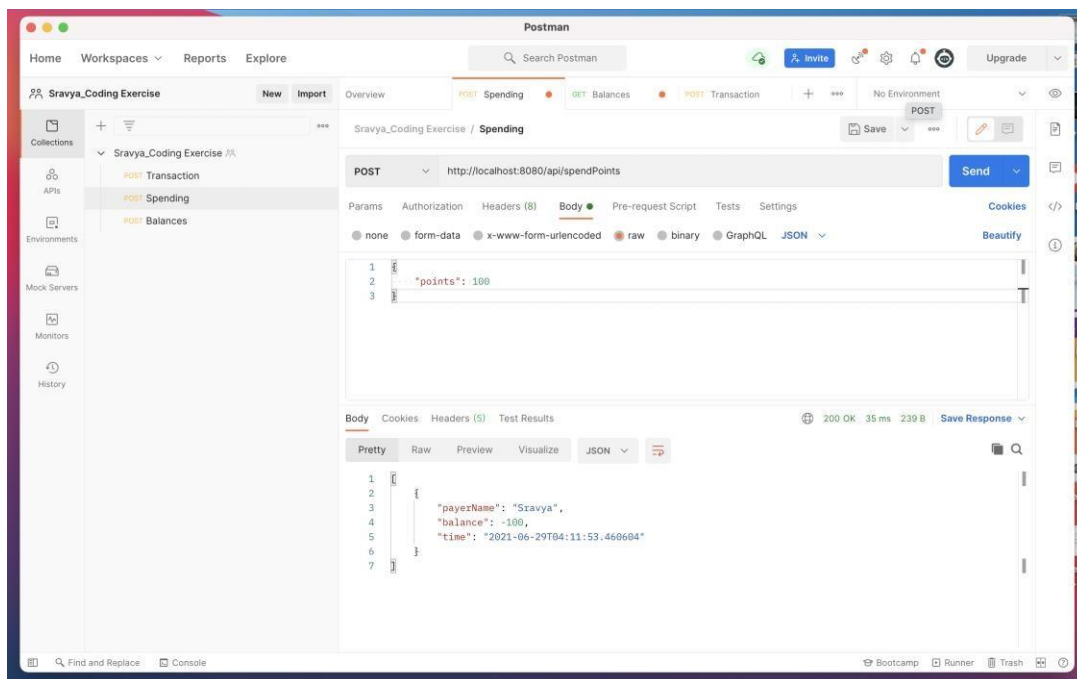 Postman
Home Workspaces Reports Explore
Search Postman
Invite
Upgrade
Sravya_Coding Exercise
New Import
Overview
POST Spending
GET Balances
POST Transaction
No Environment
POST
Collections
APIs
Environments
Mock Servers
Monitors
History
Sravya_Coding Exercise
POST Transaction
POST Spending
POST Balances
Sravya_Coding Exercise / Spending
Save
POST http://localhost:8080/api/spendPoints
Send
Params Authorization Headers (8) Body Pre-request Script Tests Settings
Cookies
none form-data x-www-form-urlencoded raw binary GraphQL JSON
Beautify
1 {
2 "points": 100
3 }
Body Cookies Headers (5) Test Results
200 OK 35 ms 239 B Save Response
Pretty Raw Preview Visualize JSON
1 [
2 {
3 "payerName": "Sravya",
4 "balance": -100,
5 "time": "2021-06-29T04:11:53.460604"
6 }
7 ]
Find and Replace Console
Bootcamp Runner Trash